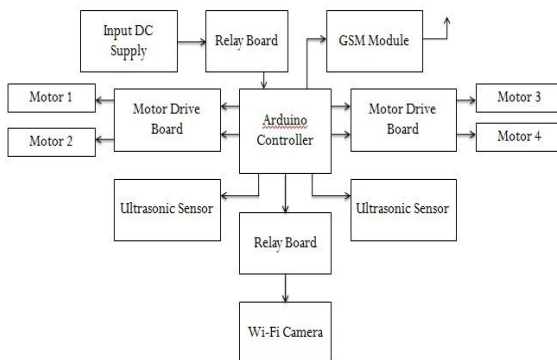 Input DC
Supply
Relay Board
GSM Module
Motor 1
Motor 2
Motor Drive
Board
Arduino
Controller
Motor Drive
Board
Motor 3
Motor 4
Ultrasonic Sensor
Ultrasonic Sensor
Relay Board
Wi-Fi Camera